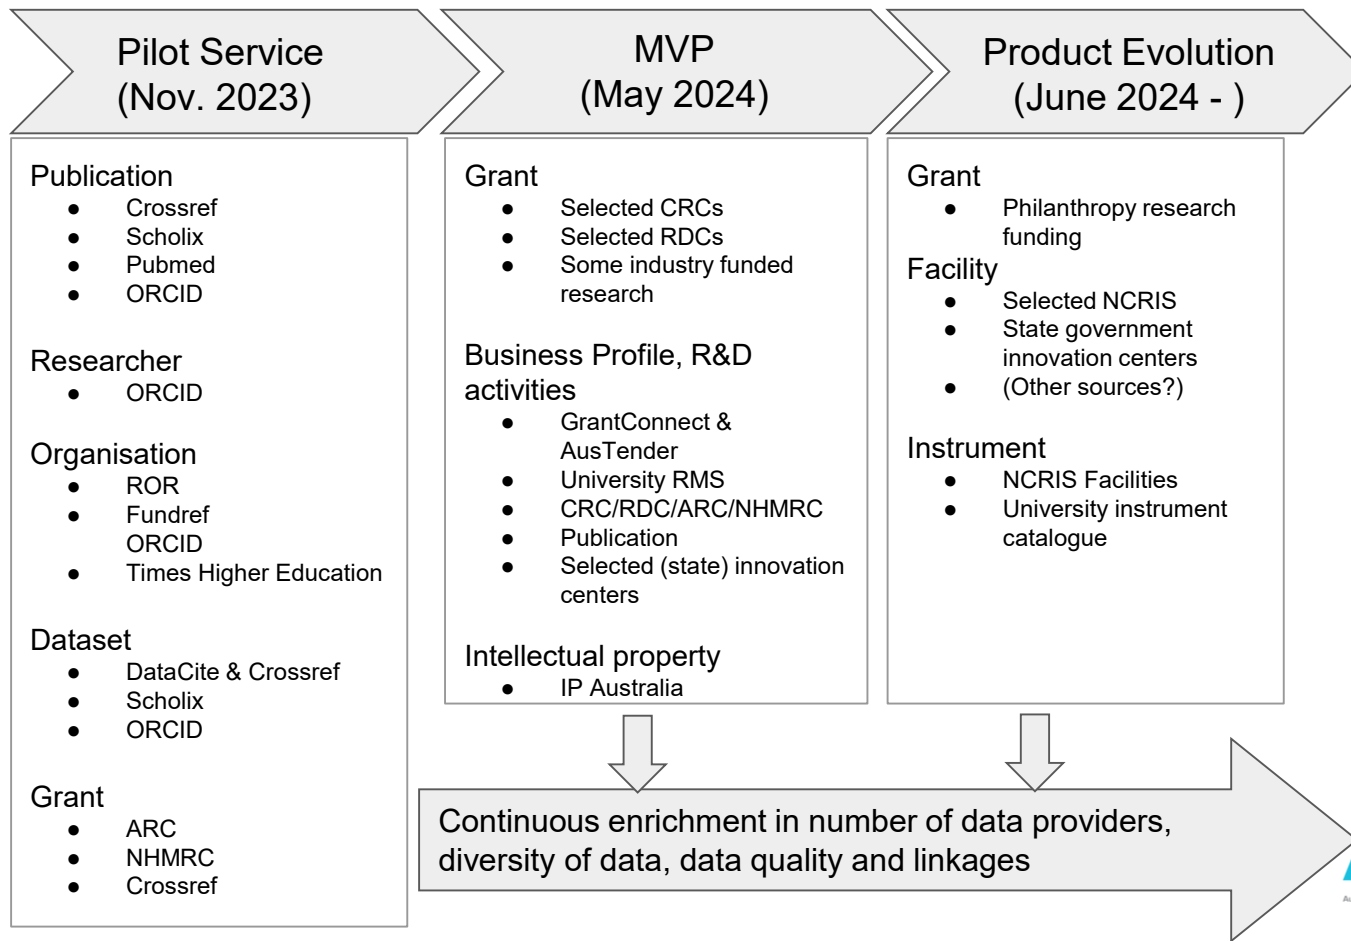 Pilot Service
(Nov. 2023)
MVP
(May 2024)
Product Evolution
(June 2024 - )
Publication
● Crossref
● Scholix
● Pubmed
● ORCID
Researcher
● ORCID
Organisation
● ROR
● Fundref
ORCID
● Times Higher Education
Dataset
● DataCite & Crossref
● Scholix
● ORCID
Grant
● ARC
● NHMRC
● Crossref
Grant
● Selected CRCs
● Selected RDCs
● Some industry funded
research
Business Profile, R&D
activities
● GrantConnect &
AusTender
● University RMS
● CRC/RDC/ARC/NHMRC
● Publication
● Selected (state) innovation
centers
Intellectual property
● IP Australia
Grant
● Philanthropy research
funding
Facility
● Selected NCRIS
● State government
innovation centers
● (Other sources?)
Instrument
● NCRIS Facilities
● University instrument
catalogue
Continuous enrichment in number of data providers,
diversity of data, data quality and linkages